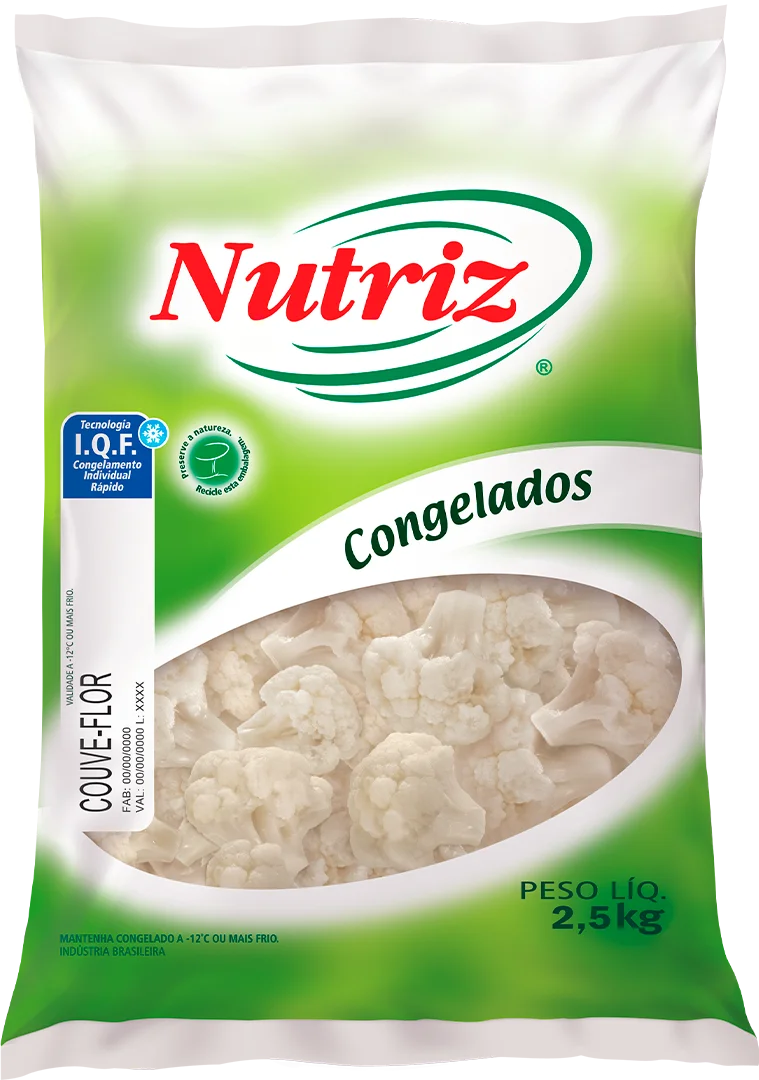 Nutriz
®
Tecnologia
I.Q.F.
Congelamento
Individual
Rápido
Preserve a natureza.
Recicle esta embalagem.
Congelados
VALIDADE A -12°C OU MAIS FRIO.
COUVE-FLOR
FAB: 00/00/0000
VAL: 00/00/0000 L: XXXX
PESO LÍQ.
2,5kg
MANTENHA CONGELADO A -12°C OU MAIS FRIO.
INDÚSTRIA BRASILEIRA